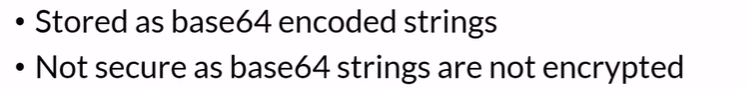 • Stored as base64 encoded strings
• Not secure as base64 strings are not encrypted